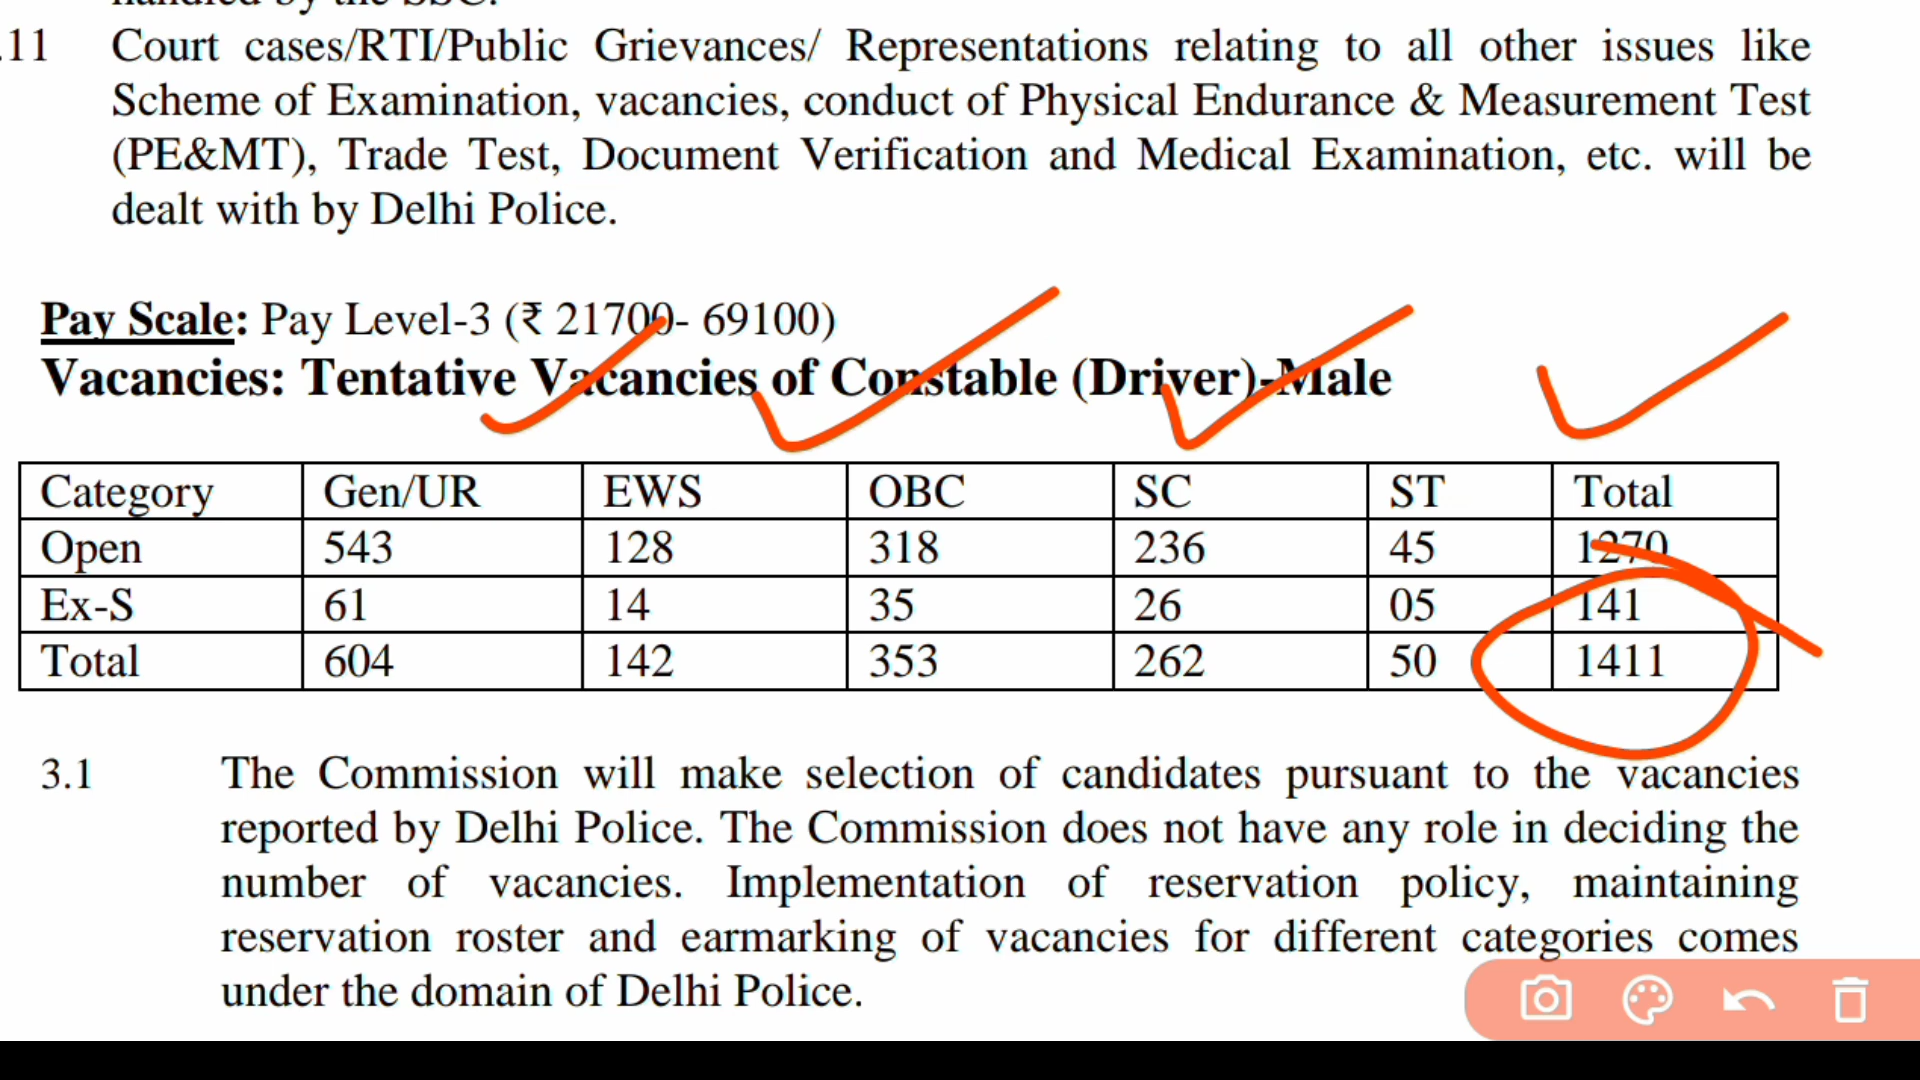 handled by the SSC.
.11 Court cases/RTI/Public Grievances/ Representations relating to all other issues like
Scheme of Examination, vacancies, conduct of Physical Endurance & Measurement Test
(PE&MT), Trade Test, Document Verification and Medical Examination, etc. will be
dealt with by Delhi Police.
Pay Scale: Pay Level-3 (₹ 21700- 69100)
Vacancies: Tentative Vacancies of Constable (Driver)-Male
Category Gen/UR EWS OBC SC ST Total
Open 543 128 318 236 45 1270
Ex-S 61 14 35 26 05 141
Total 604 142 353 262 50 1411
3.1 The Commission will make selection of candidates pursuant to the vacancies
reported by Delhi Police. The Commission does not have any role in deciding the
number of vacancies. Implementation of reservation policy, maintaining
reservation roster and earmarking of vacancies for different categories comes
under the domain of Delhi Police.